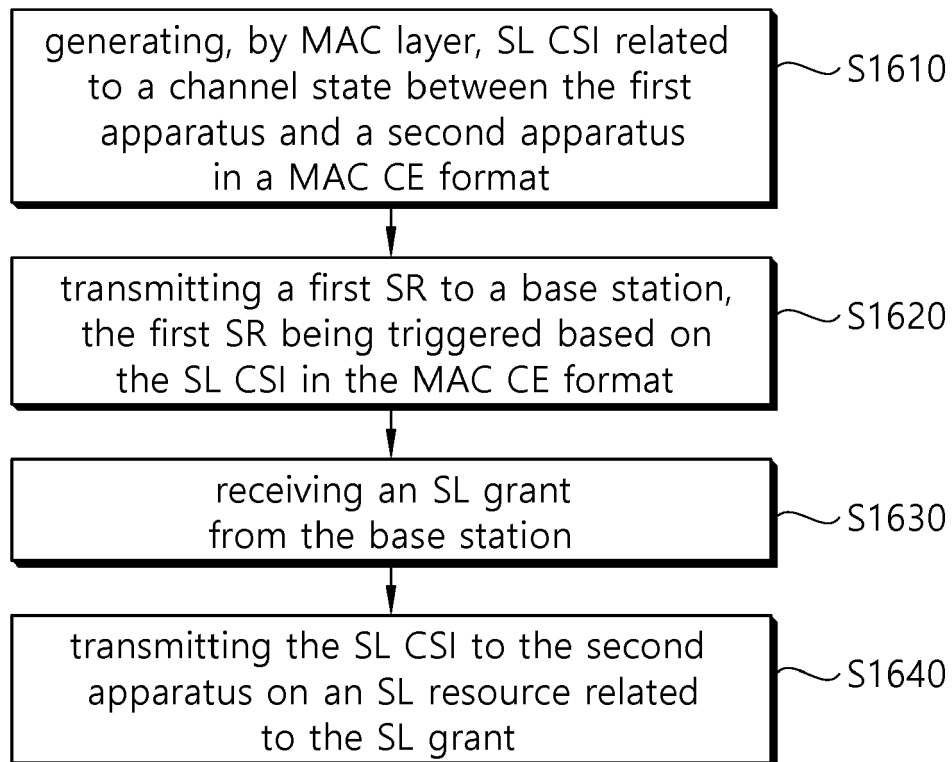 generating, by MAC layer, SL CSI related
to a channel state between the first
apparatus and a second apparatus
in a MAC CE format
S1610
transmitting a first SR to a base station,
the first SR being triggered based on
the SL CSI in the MAC CE format
S1620
receiving an SL grant
from the base station
S1630
transmitting the SL CSI to the second
apparatus on an SL resource related
to the SL grant
S1640